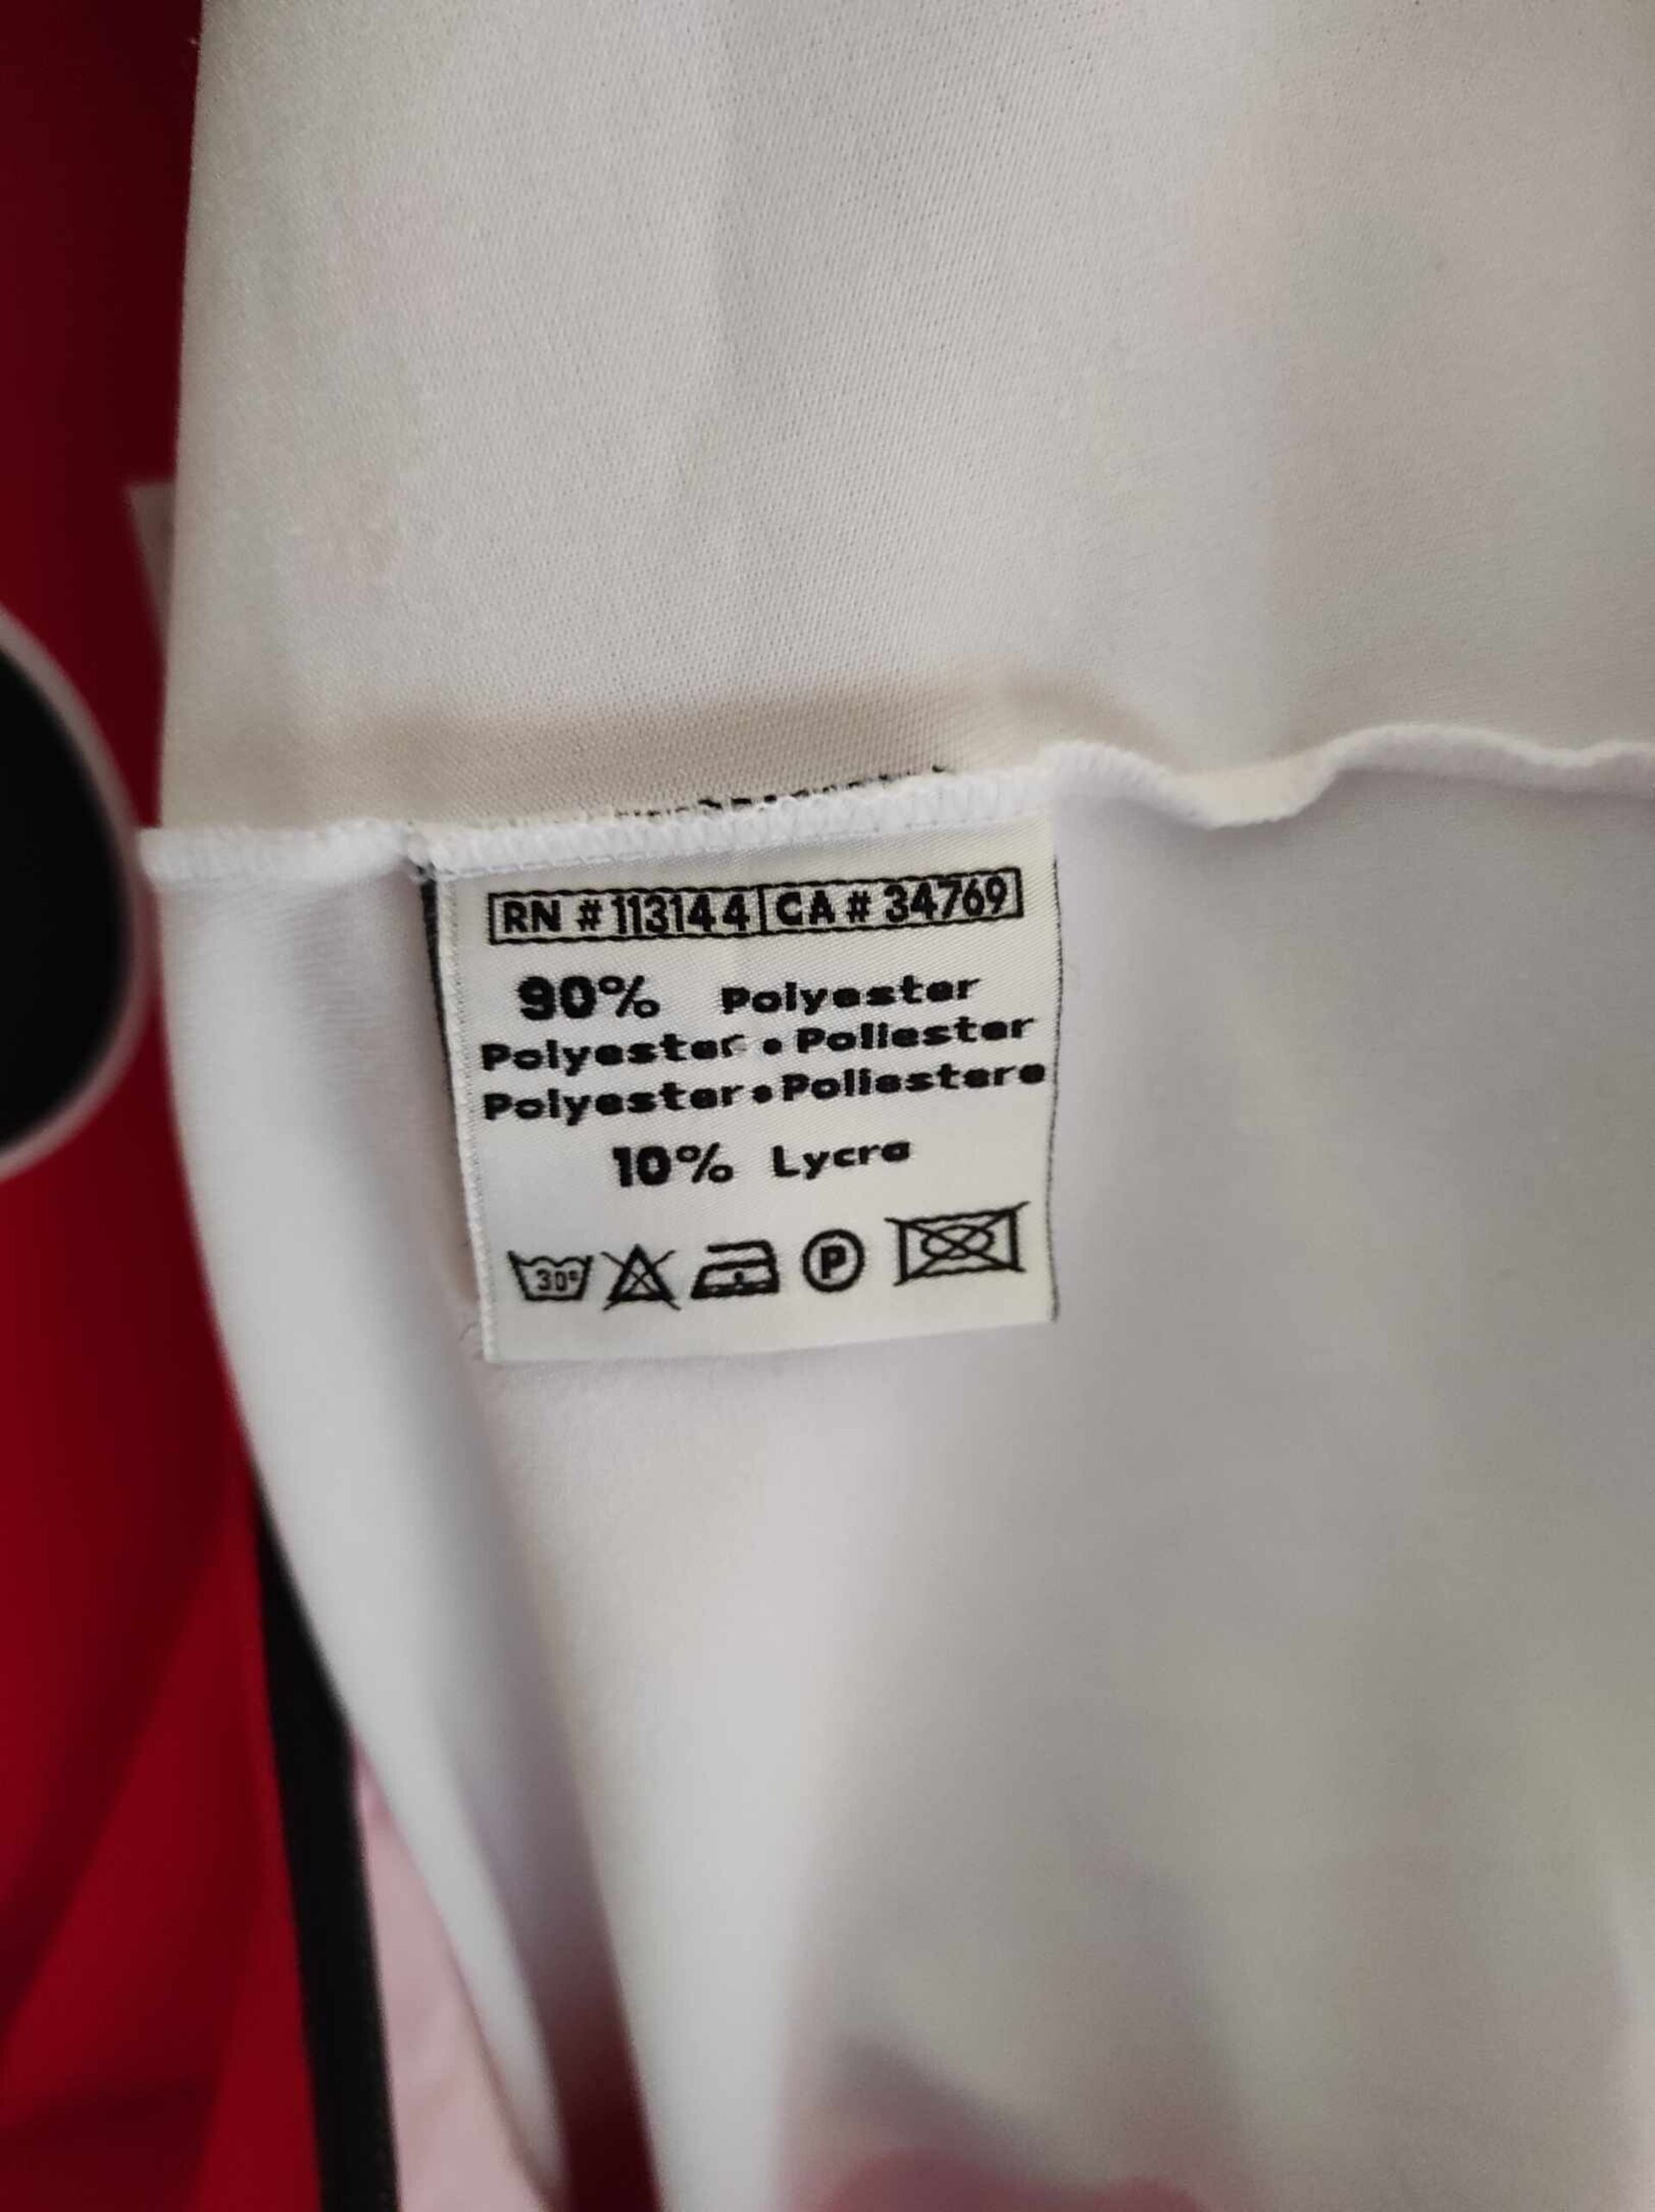 RN # 113144 CA # 34769
90% Polyester
Polyester • Poliester
Polyester • Poliestere
10% Lycra
30° P